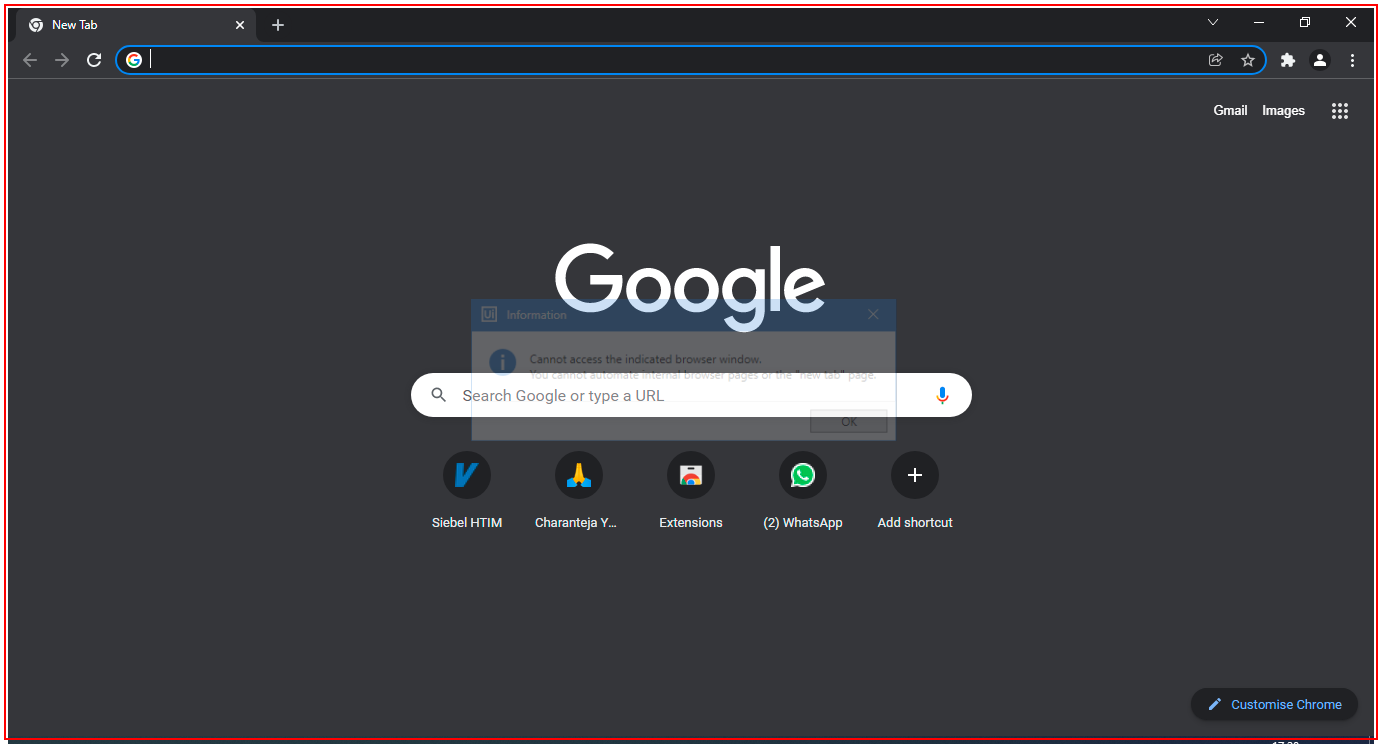 New Tab
Gmail Images
Google
Ui Information
Cannot access the indicated browser window.
You cannot automate internal browser pages or the "new tab" page.
Search Google or type a URL
OK
Siebel HTIM
Charanteja Y...
Extensions
(2) WhatsApp
Add shortcut
Customise Chrome